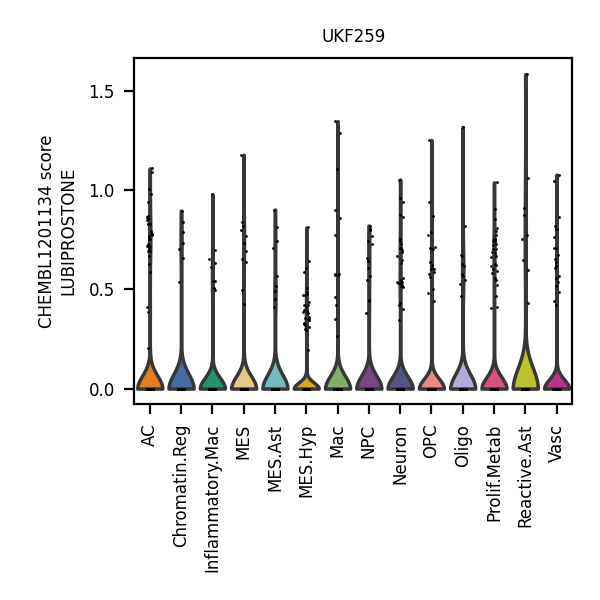 UKF259
CHEMBL1201134 score
LUBIPROSTONE
1.5
1.0
0.5
0.0
AC
Chromatin.Reg
Inflammatory.Mac
MES
MES.Ast
MES.Hyp
Mac
NPC
Neuron
OPC
Oligo
Prolif.Metab
Reactive.Ast
Vasc